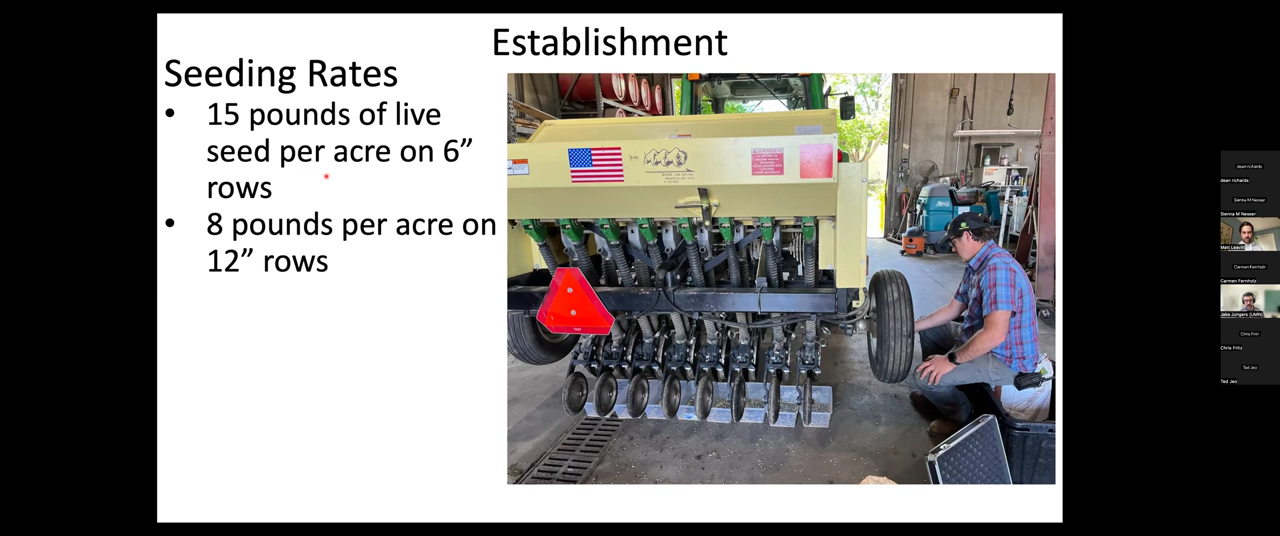 Establishment
Seeding Rates
• 15 pounds of live
seed per acre on 6”
rows
• 8 pounds per acre on
12” rows
dean richards
dean richards
Sienna M Nesser
Sienna M Nesser
Matt Leavitt
Carmen Fernholz
Carmen Fernholz
Jake Jungers (UMN)
Chris Fritz
Chris Fritz
Ted Jeo
Ted Jeo